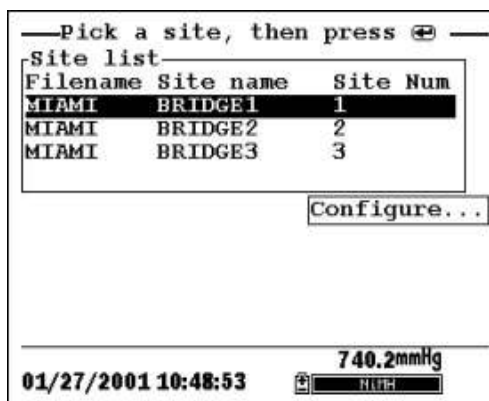 Pick a site, then press
Site list
Filename Site name Site Num
MIAMI BRIDGE1 1
MIAMI BRIDGE2 2
MIAMI BRIDGE3 3
Configure...
740.2mmHg
01/27/2001 10:48:53 NiMH